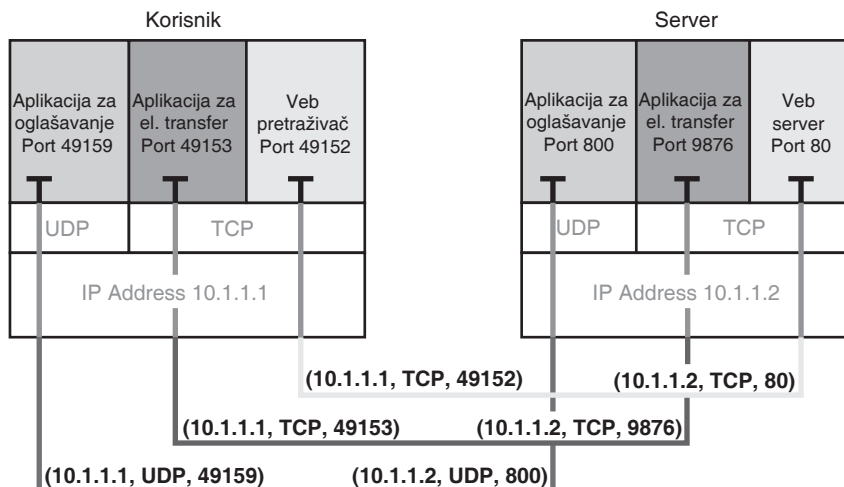 Korisnik
Server
Aplikacija za
oglašavanje
Port 49159
Aplikacija za
el. transfer
Port 49153
Veb
pretraživač
Port 49152
Aplikacija za
oglašavanje
Port 800
Aplikacija za
el. transfer
Port 9876
Veb
server
Port 80
UDP
TCP
UDP
TCP
IP Address 10.1.1.1
IP Address 10.1.1.2
(10.1.1.1, TCP, 49152)
(10.1.1.2, TCP, 80)
(10.1.1.1, TCP, 49153)
(10.1.1.2, TCP, 9876)
(10.1.1.1, UDP, 49159)
(10.1.1.2, UDP, 800)